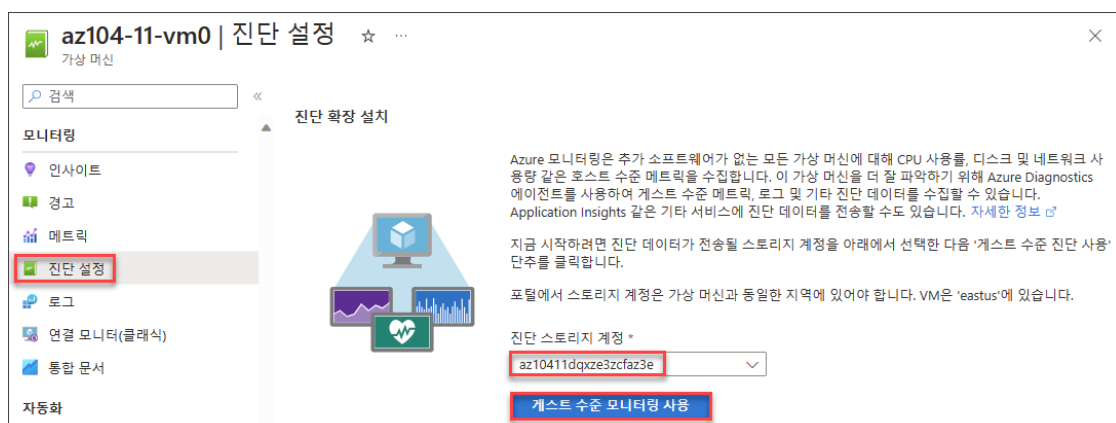 az104-11-vm0 | 진단 설정 ☆ …
가상 머신
검색
«
모니터링
인사이트
경고
메트릭
진단 설정
로그
연결 모니터(클래식)
통합 문서
자동화
진단 확장 설치
Azure 모니터링은 추가 소프트웨어가 없는 모든 가상 머신에 대해 CPU 사용률, 디스크 및 네트워크 사
용량 같은 호스트 수준 메트릭을 수집합니다. 이 가상 머신을 더 잘 파악하기 위해 Azure Diagnostics
에이전트를 사용하여 게스트 수준 메트릭, 로그 및 기타 진단 데이터를 수집할 수 있습니다.
Application Insights 같은 기타 서비스에 진단 데이터를 전송할 수도 있습니다. 자세한 정보
지금 시작하려면 진단 데이터가 전송될 스토리지 계정을 아래에서 선택한 다음 '게스트 수준 진단 사용'
단추를 클릭합니다.
포털에서 스토리지 계정은 가상 머신과 동일한 지역에 있어야 합니다. VM은 'eastus'에 있습니다.
진단 스토리지 계정 *
az10411dqxze3zcfaz3e
게스트 수준 모니터링 사용